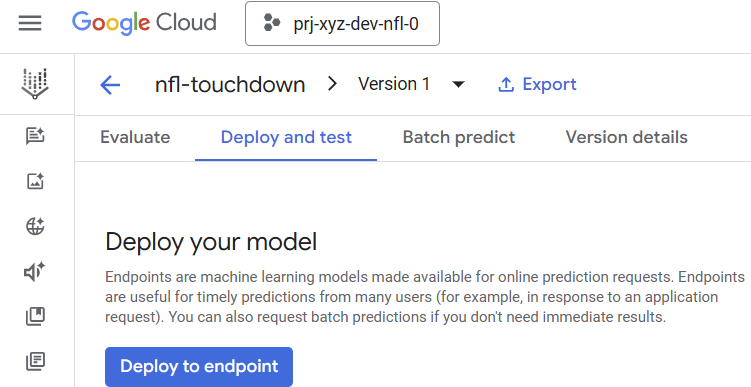 Google Cloud prj-xyz-dev-nfl-0
nfl-touchdown Version 1 Export
Evaluate Deploy and test Batch predict Version details
Deploy your model
Endpoints are machine learning models made available for online prediction requests. Endpoints
are useful for timely predictions from many users (for example, in response to an application
request). You can also request batch predictions if you don't need immediate results.
Deploy to endpoint